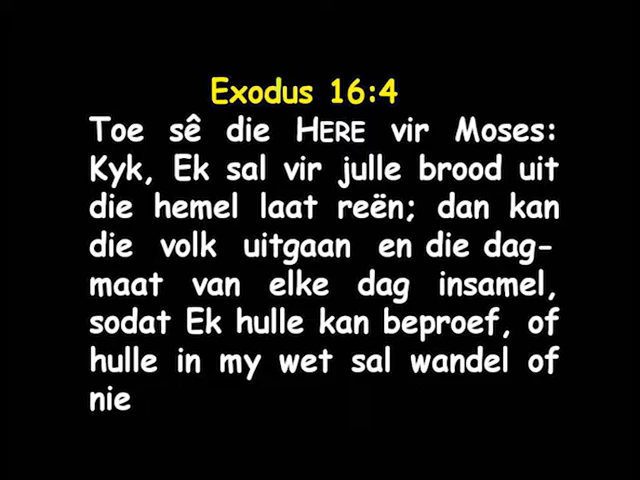 Exodus 16:4
Toe sê die HERE vir Moses:
Kyk, Ek sal vir julle brood uit
die hemel laat reën; dan kan
die volk uitgaan en die dag-
maat van elke dag insamel,
sodat Ek hulle kan beproef, of
hulle in my wet sal wandel of
nie